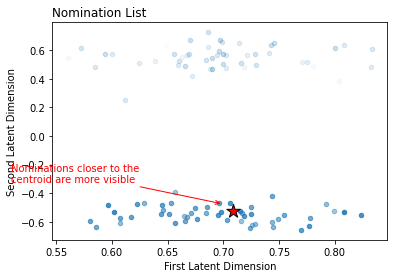 Nomination List
0.6
0.4
0.2
0.0
−0.2
−0.4
−0.6
Second Latent Dimension
Nominations closer to the
centroid are more visible
0.55 0.60 0.65 0.70 0.75 0.80
First Latent Dimension